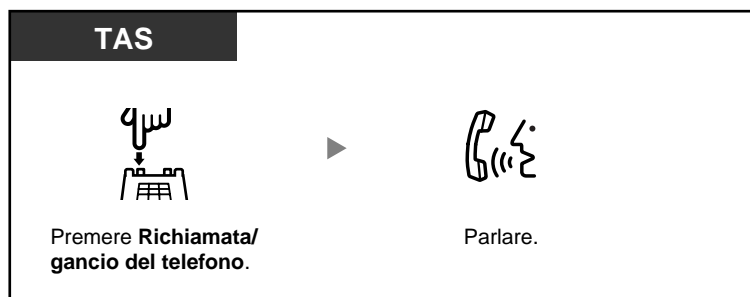 TAS
Premere Richiamata/
gancio del telefono.
Parlare.